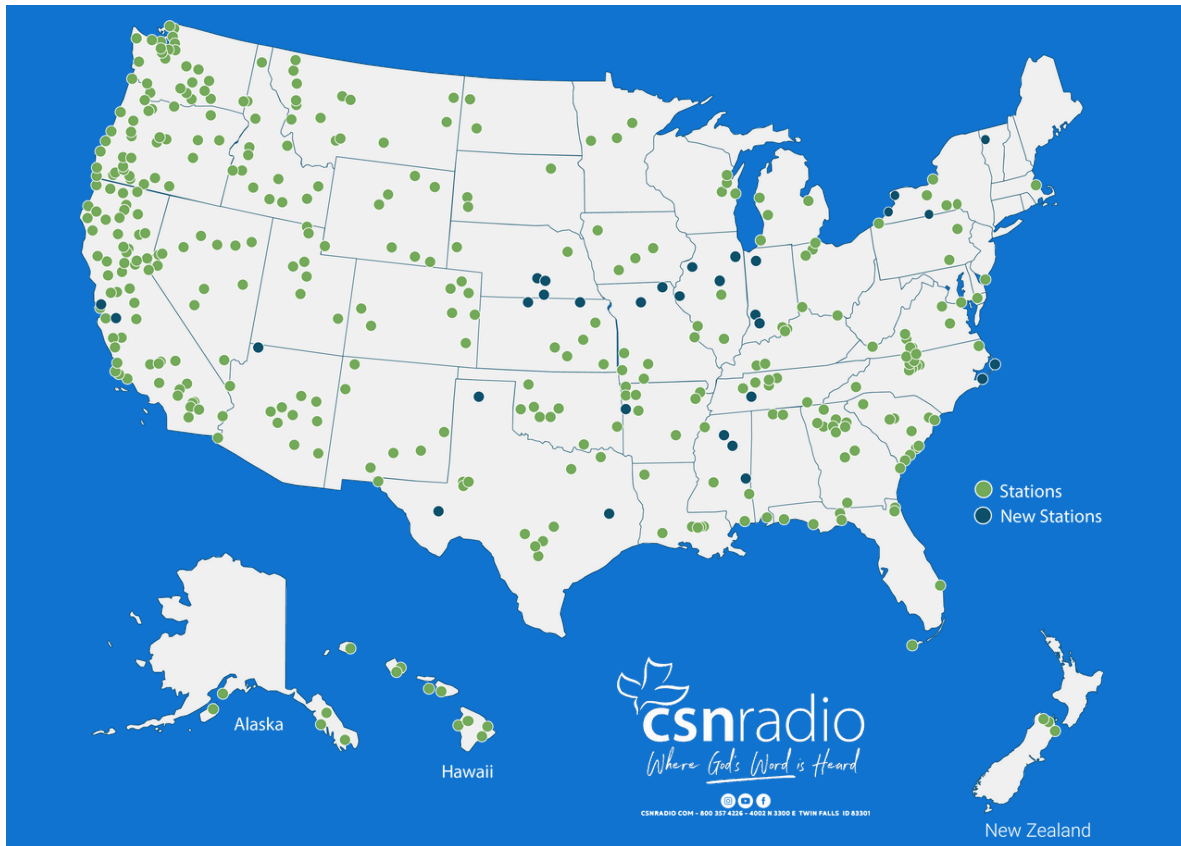 Stations
New Stations
Alaska
Hawaii
csnradio
Where God's Word is Heard
CSNRADIO COM - 800 357 4226 - 4002 N 3300 E TWIN FALLS ID 83301
New Zealand